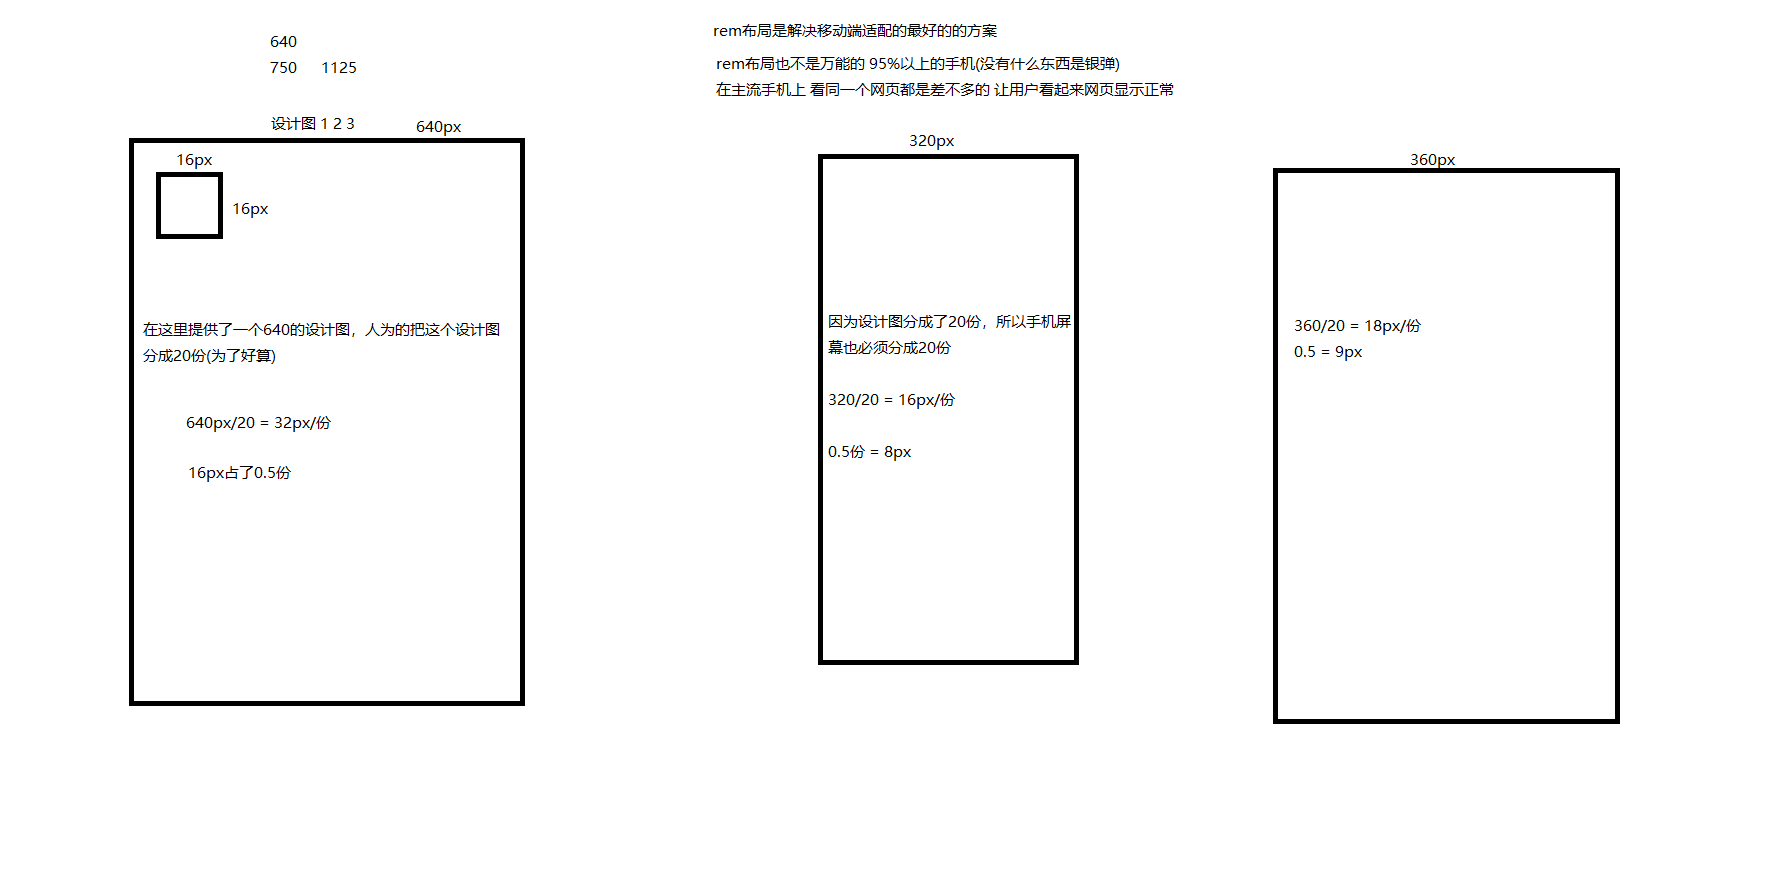 640
750 1125
rem布局是解决移动端适配的最好的的方案
rem布局也不是万能的 95%以上的手机(没有什么东西是银弹)
在主流手机上 看同一个网页都是差不多的 让用户看起来网页显示正常
设计图 1 2 3
640px
16px
16px
在这里提供了一个640的设计图，人为的把这个设计图
分成20份(为了好算)
640px/20 = 32px/份
16px占了0.5份
320px
因为设计图分成了20份，所以手机屏
幕也必须分成20份
320/20 = 16px/份
0.5份 = 8px
360px
360/20 = 18px/份
0.5 = 9px